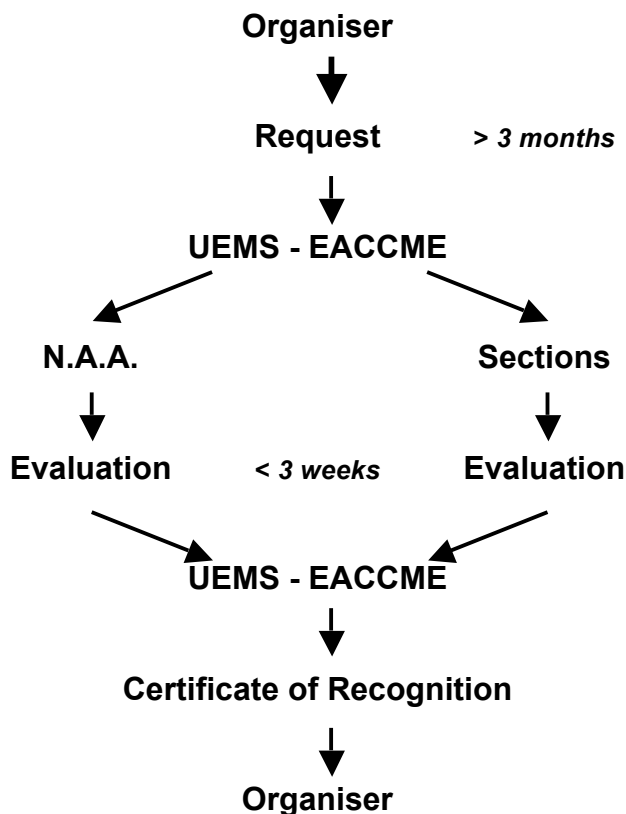 Organiser
Request > 3 months
UEMS - EACCME
N.A.A. Sections
Evaluation < 3 weeks Evaluation
UEMS - EACCME
Certificate of Recognition
Organiser